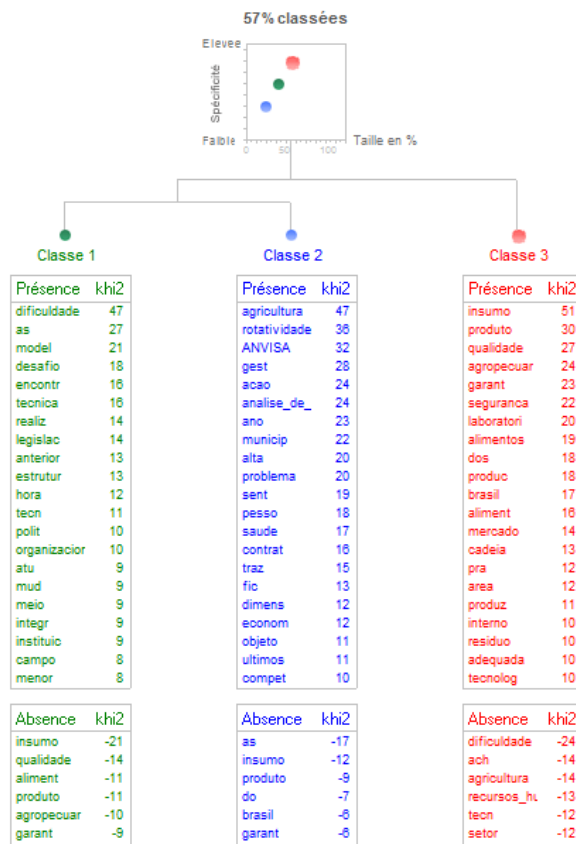 57% classées
Elevée
Spécificité
Faible
0 50 100
Taille en %
Classe 1
Présence khi2
dificuldade 47
as 27
model 21
desafio 18
encontr 16
tecnica 16
realiz 14
legislac 14
anterior 13
estrutur 13
hora 12
tecn 11
polit 10
organizacior 10
atu 9
mud 9
meio 9
integr 9
instituic 9
campo 8
menor 8
Absence khi2
insumo -21
qualidade -14
aliment -11
produto -11
agropecuar -10
garant -9
Classe 2
Présence khi2
agricultura 47
rotatividade 36
ANVISA 32
gest 28
acao 24
analise_de_ 24
ano 23
municip 22
alta 20
problema 20
sent 19
pesso 18
saude 17
contrat 16
traz 15
fic 13
dimens 12
econom 12
objeto 11
ultimos 11
compet 10
Absence khi2
as -17
insumo -12
produto -9
do -7
brasil -6
garant -6
Classe 3
Présence khi2
insumo 51
produto 30
qualidade 27
agropecuar 24
garant 23
seguranca 22
laboratori 20
alimentos 19
dos 18
produc 18
brasil 17
aliment 16
mercado 14
cadeia 13
pra 12
area 12
produz 11
interno 10
residuo 10
adequada 10
tecnolog 10
Absence khi2
dificuldade -24
ach -14
agricultura -14
recursos_hu -13
tecn -12
setor -12